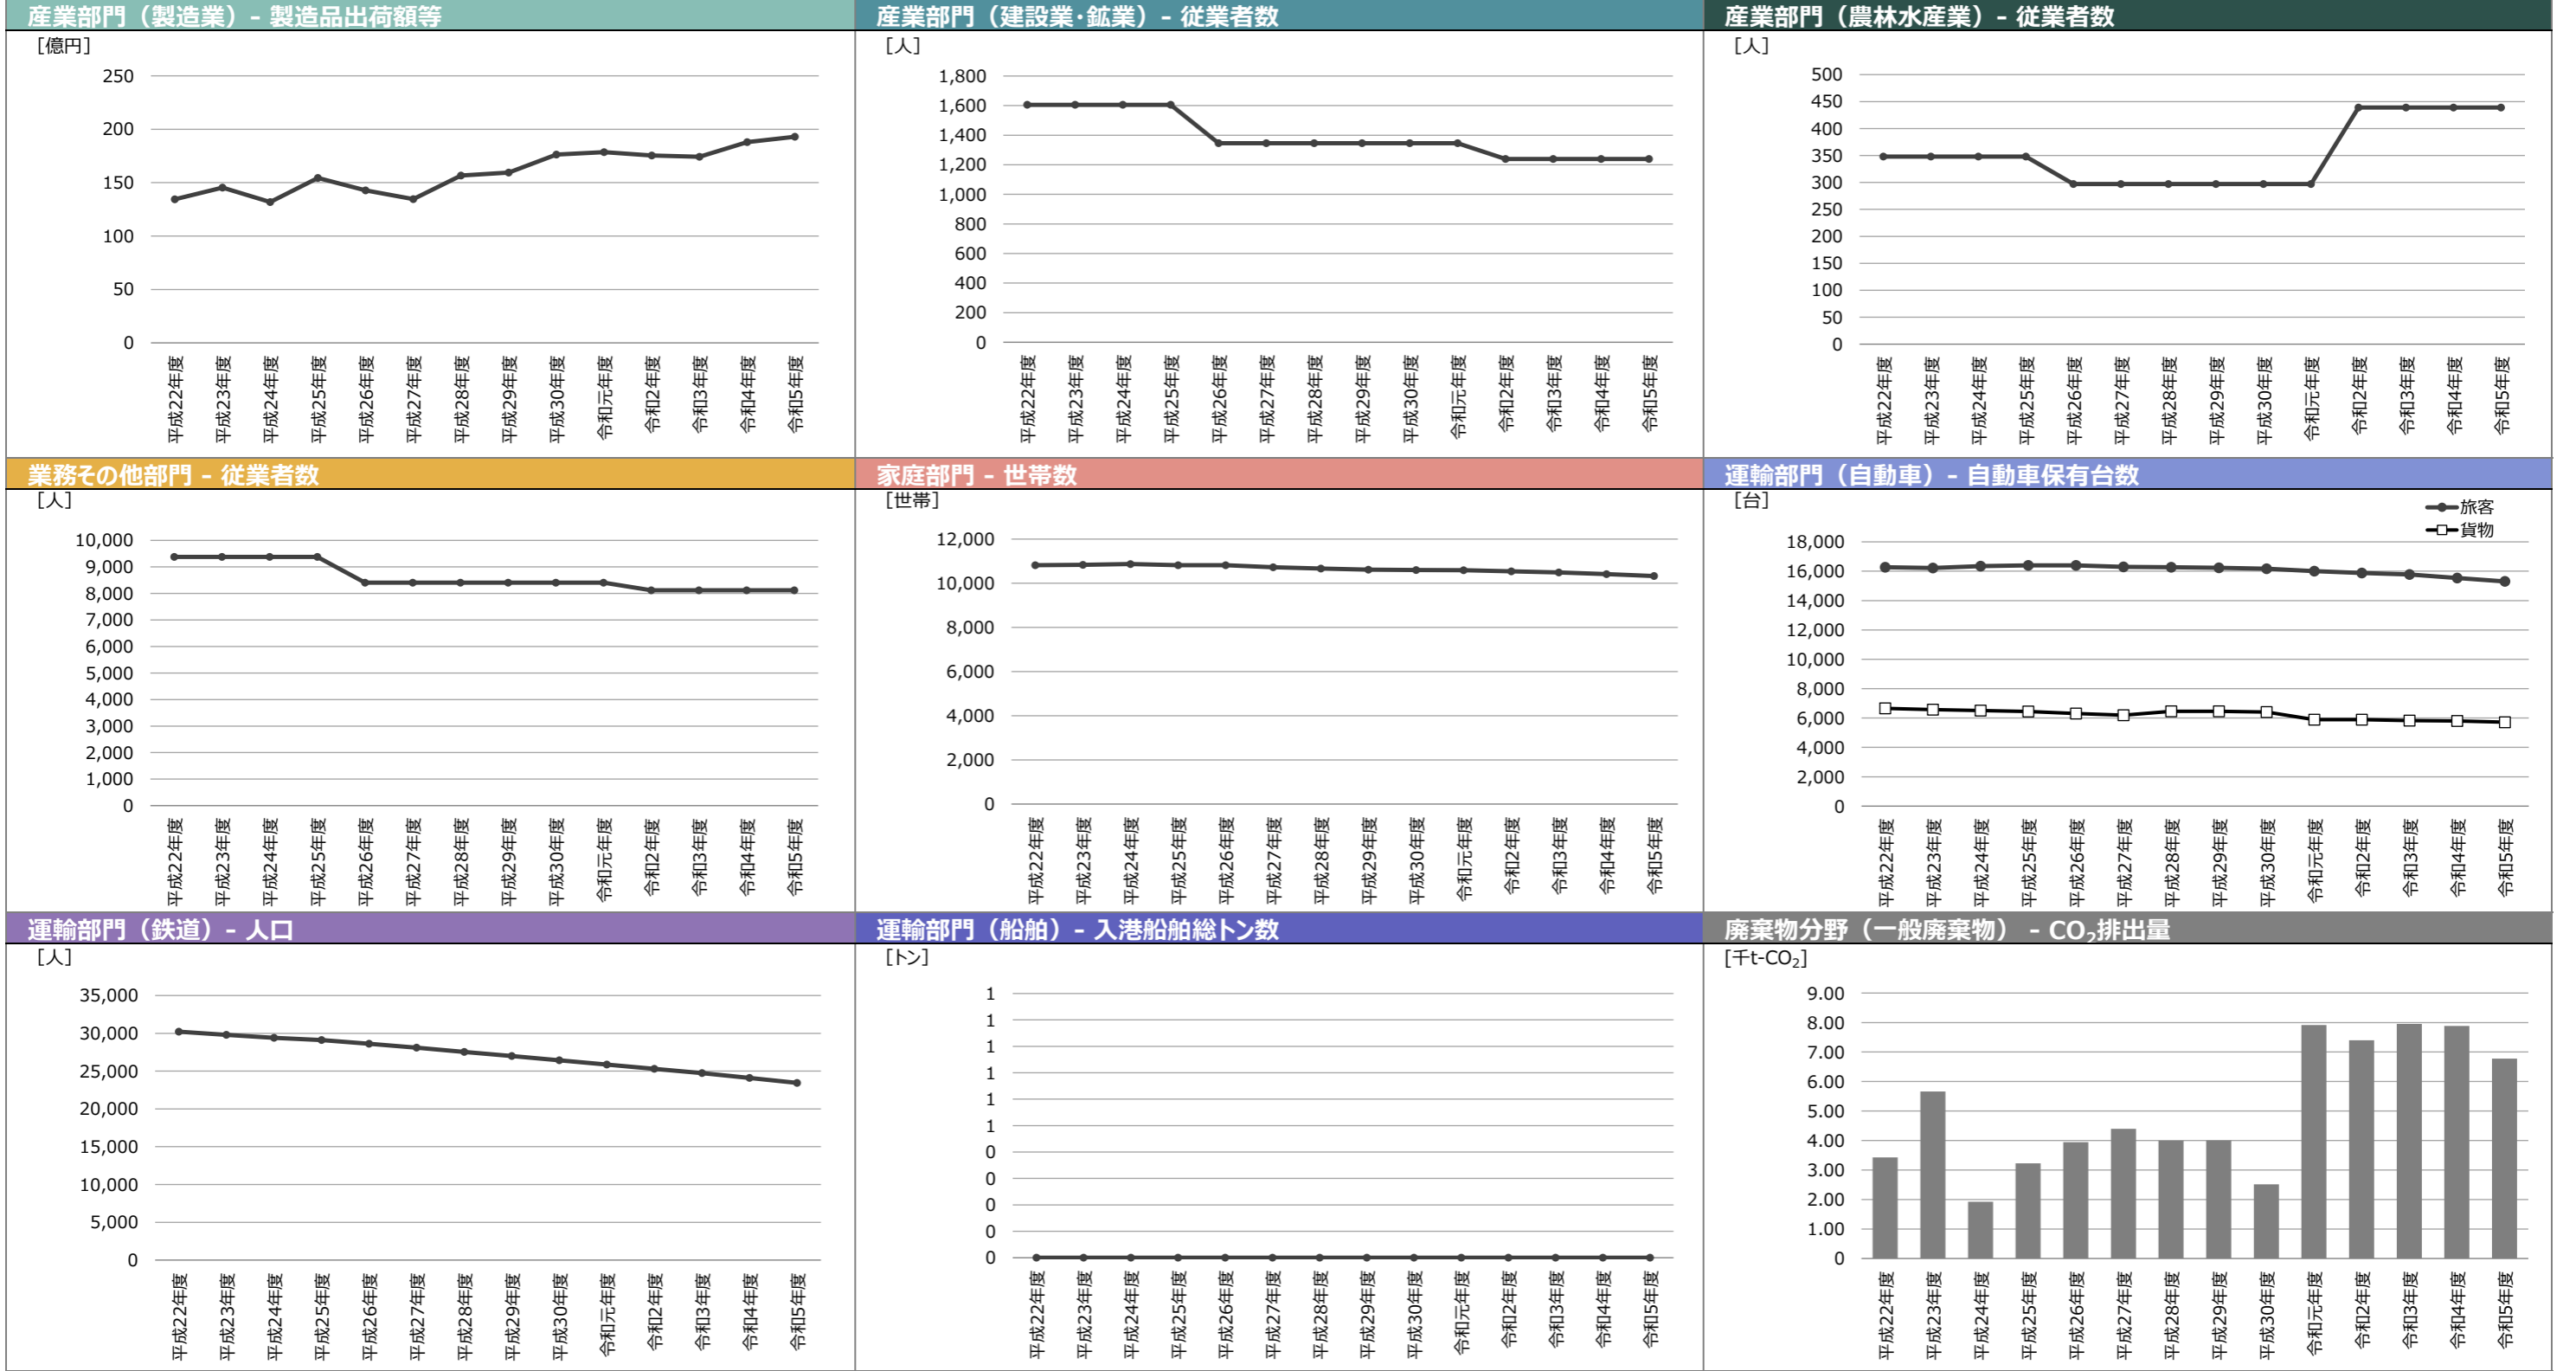 産業部門（製造業）- 製造品出荷額等
[億円]
250
200
150
100
50
0
平成22年度
平成23年度
平成24年度
平成25年度
平成26年度
平成27年度
平成28年度
平成29年度
平成30年度
令和元年度
令和2年度
令和3年度
令和4年度
令和5年度
産業部門（建設業・鉱業）- 従業者数
[人]
1,800
1,600
1,400
1,200
1,000
800
600
400
200
0
平成22年度
平成23年度
平成24年度
平成25年度
平成26年度
平成27年度
平成28年度
平成29年度
平成30年度
令和元年度
令和2年度
令和3年度
令和4年度
令和5年度
産業部門（農林水産業）- 従業者数
[人]
500
450
400
350
300
250
200
150
100
50
0
平成22年度
平成23年度
平成24年度
平成25年度
平成26年度
平成27年度
平成28年度
平成29年度
平成30年度
令和元年度
令和2年度
令和3年度
令和4年度
令和5年度
業務その他部門 - 従業者数
[人]
10,000
9,000
8,000
7,000
6,000
5,000
4,000
3,000
2,000
1,000
0
平成22年度
平成23年度
平成24年度
平成25年度
平成26年度
平成27年度
平成28年度
平成29年度
平成30年度
令和元年度
令和2年度
令和3年度
令和4年度
令和5年度
家庭部門 - 世帯数
[世帯]
12,000
10,000
8,000
6,000
4,000
2,000
0
平成22年度
平成23年度
平成24年度
平成25年度
平成26年度
平成27年度
平成28年度
平成29年度
平成30年度
令和元年度
令和2年度
令和3年度
令和4年度
令和5年度
運輸部門（自動車）- 自動車保有台数
[台]
旅客
貨物
18,000
16,000
14,000
12,000
10,000
8,000
6,000
4,000
2,000
0
平成22年度
平成23年度
平成24年度
平成25年度
平成26年度
平成27年度
平成28年度
平成29年度
平成30年度
令和元年度
令和2年度
令和3年度
令和4年度
令和5年度
運輸部門（鉄道）- 人口
[人]
35,000
30,000
25,000
20,000
15,000
10,000
5,000
0
平成22年度
平成23年度
平成24年度
平成25年度
平成26年度
平成27年度
平成28年度
平成29年度
平成30年度
令和元年度
令和2年度
令和3年度
令和4年度
令和5年度
運輸部門（船舶）- 入港船舶総トン数
[トン]
1
1
1
1
1
1
0
0
0
0
0
平成22年度
平成23年度
平成24年度
平成25年度
平成26年度
平成27年度
平成28年度
平成29年度
平成30年度
令和元年度
令和2年度
令和3年度
令和4年度
令和5年度
廃棄物分野（一般廃棄物） - CO₂排出量
[千t-CO₂]
9.00
8.00
7.00
6.00
5.00
4.00
3.00
2.00
1.00
0
平成22年度
平成23年度
平成24年度
平成25年度
平成26年度
平成27年度
平成28年度
平成29年度
平成30年度
令和元年度
令和2年度
令和3年度
令和4年度
令和5年度